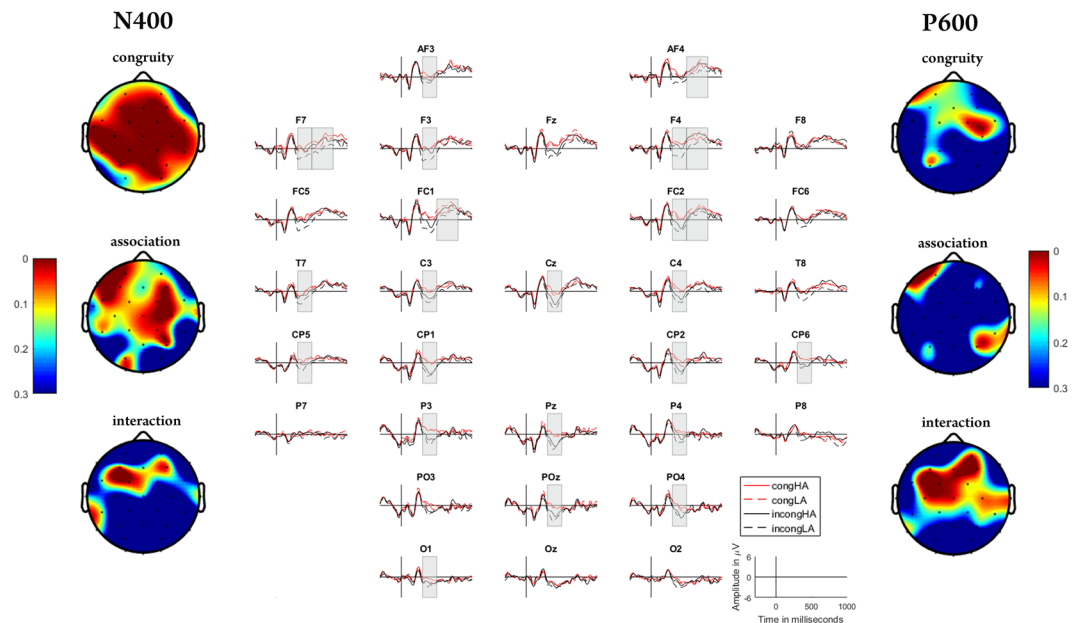 N400
P600
congruity
association
interaction
0
0.1
0.2
0.3
AF3
AF4
F7
F3
Fz
F4
F8
FC5
FC1
FC2
FC6
T7
C3
Cz
C4
T8
CP5
CP1
CP2
CP6
P7
P3
Pz
P4
P8
PO3
POz
PO4
O1
Oz
O2
congHA
congLA
incongHA
incongLA
Amplitude in μV
6
0
-6
0
500
1000
Time in milliseconds
congruity
association
interaction
0
0.1
0.2
0.3